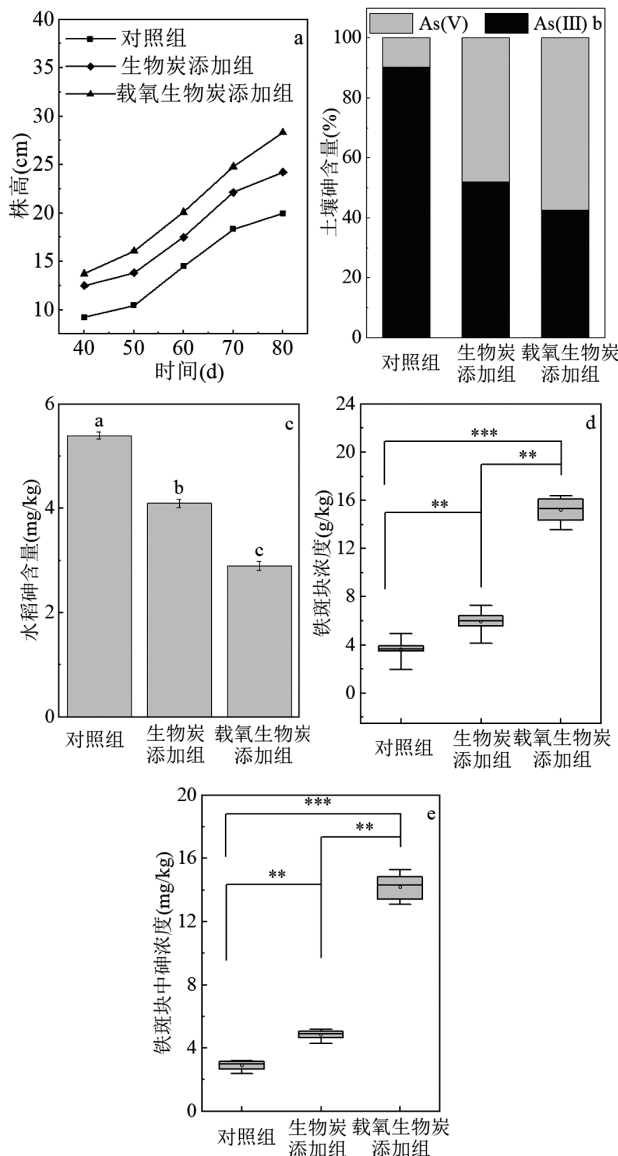 40
35
30
25
20
15
10
株高(cm)
对照组
生物炭添加组
载氧生物炭添加组
a
40 50 60 70 80
时间(d)
As(V) As(III) b
100
80
60
40
20
0
土壤砷含量(%)
对照组 生物炭 载氧生物炭
添加组 添加组
6
4
2
0
水稻砷含量(mg/kg)
a
b
c
c
对照组 生物炭 载氧生物炭
添加组 添加组
24
20
16
12
8
4
0
铁斑块浓度(g/kg)
d
***
**
**
对照组 生物炭 载氧生物炭
添加组 添加组
20
16
12
8
4
0
铁斑块中砷浓度(mg/kg)
e
***
**
**
对照组 生物炭 载氧生物炭
添加组 添加组